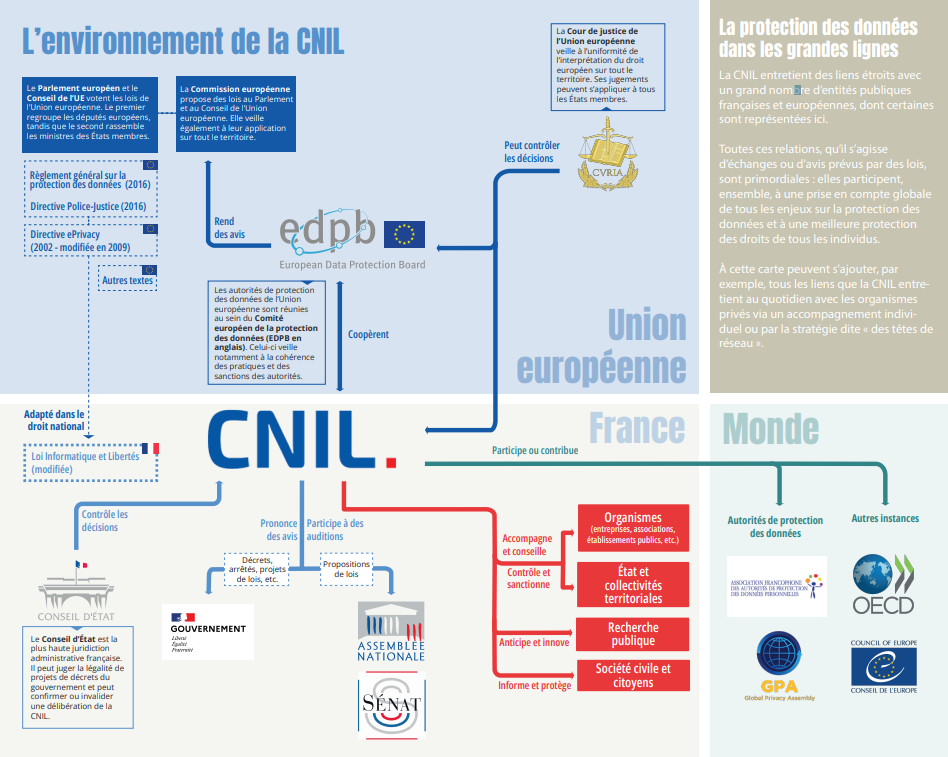 L'environnement de la CNIL
Le Parlement européen et le
Conseil de l'UE votent les lois de
l'Union européenne. Le premier
regroupe les députés européens,
tandis que le second rassemble
les ministres des États membres.
La Commission européenne
propose des lois au Parlement
et au Conseil de l'Union
européenne. Elle veille
également à leur application
sur tout le territoire.
La Cour de justice de
l'Union européenne
veille à l'uniformité de
l'interprétation du droit
européen sur tout le
territoire. Ses jugements
peuvent s'appliquer à tous
les États membres.
CVRIA
Peut contrôler
les décisions
Règlement général sur la
protection des données (2016)
Directive Police-Justice (2016)
Directive ePrivacy
(2002 - modifiée en 2009)
Autres textes
Rend
des avis
edpb
European Data Protection Board
Les autorités de protection
des données de l'Union
européenne sont réunies
au sein du Comité
européen de la protection
des données (EDPB en
anglais). Celui-ci veille
notamment à la cohérence
des pratiques et des
sanctions des autorités.
Coopèrent
Union
européenne
La protection des données
dans les grandes lignes
La CNIL entretient des liens étroits avec
un grand nombre d'entités publiques
françaises et européennes, dont certaines
sont représentées ici.
Toutes ces relations, qu'il s'agisse
d'échanges ou d'avis prévus par des lois,
sont primordiales : elles participent,
ensemble, à une prise en compte globale
de tous les enjeux sur la protection des
données et à une meilleure protection
des droits de tous les individus.
À cette carte peuvent s'ajouter, par
exemple, tous les liens que la CNIL entre-
tient au quotidien avec les organismes
privés via un accompagnement indivi-
duel ou par la stratégie dite « des têtes de
réseau ».
Adapté dans le
droit national
Loi Informatique et Libertés
(modifiée)
CNIL.
France
Participe ou contribue
Contrôle les
décisions
CONSEIL D'ÉTAT
Le Conseil d'État est la
plus haute juridiction
administrative française.
Il peut juger la légalité de
projets de décrets du
gouvernement et peut
confirmer ou invalider
une délibération de la
CNIL.
Prononce
des avis
Participe à des
auditions
Décrets,
arrêtés, projets
de lois, etc.
Propositions
de lois
GOUVERNEMENT
Liberté
Égalité
Fraternité
ASSEMBLÉE
NATIONALE
SÉNAT
Accompagne
et conseille
Contrôle et
sanctionne
Anticipe et innove
Informe et protège
Organismes
(entreprises, associations,
établissements publics, etc.)
État et
collectivités
territoriales
Recherche
publique
Société civile et
citoyens
Monde
Autorités de protection
des données
Autres instances
ASSOCIATION FRANCOPHONE
DES AUTORITÉS DE PROTECTION
DES DONNÉES PERSONNELLES
OECD
GPA
Global Privacy Assembly
COUNCIL OF EUROPE
CONSEIL DE L'EUROPE